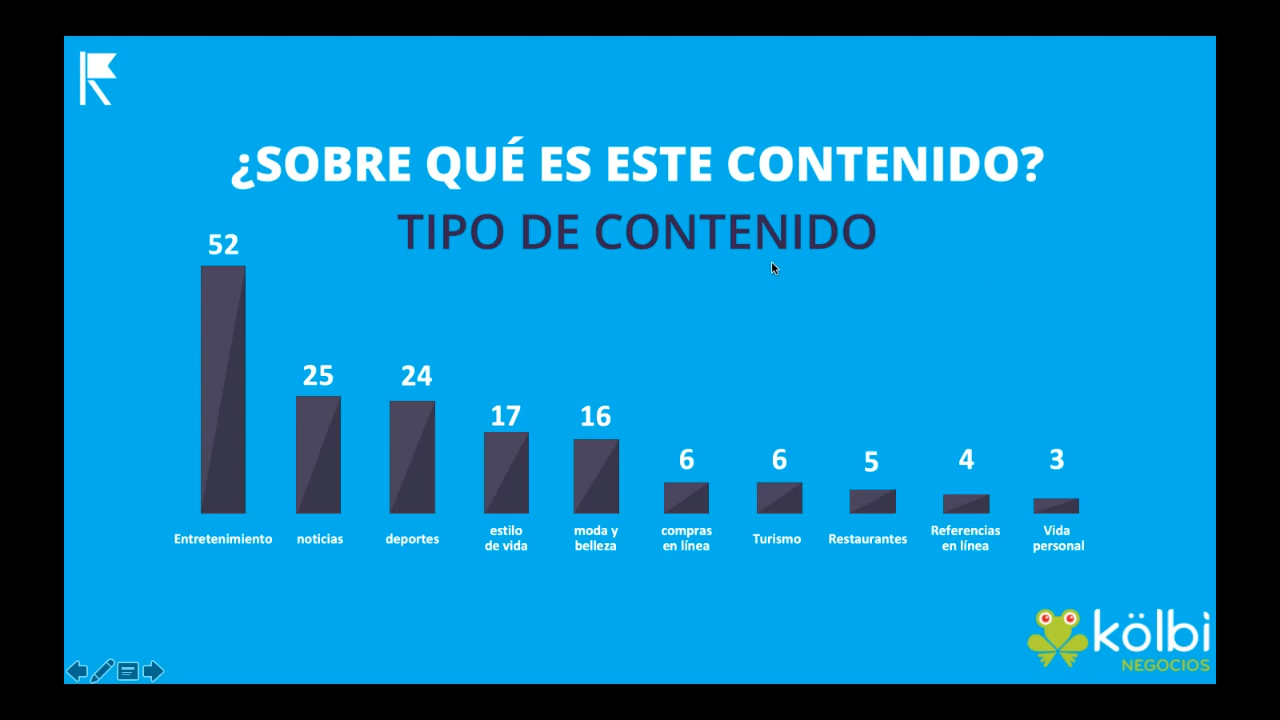 ¿SOBRE QUÉ ES ESTE CONTENIDO?
TIPO DE CONTENIDO
52
25
24
17
16
6
6
5
4
3
Entretenimiento
noticias
deportes
estilo
de vida
moda y
belleza
compras
en línea
Turismo
Restaurantes
Referencias
en línea
Vida
personal
kölbi
NEGOCIOS